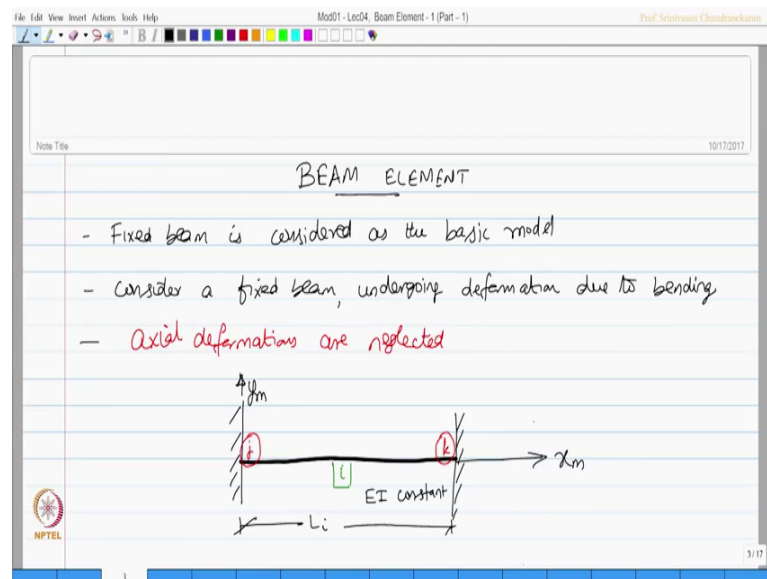 File Edit View Insert Actions Tools Help
Mod01 - Lec04, Beam Element - 1 (Part – 1)
Prof. Srinivasan Chandrasekaran
B I
Note Title
10/17/2017
BEAM ELEMENT
- Fixed beam is considered as the basic model
- consider a fixed beam, undergoing deformation due to bending
- axial deformations are neglected
ym
j
k
xm
i
EI constant
Li
NPTEL
3/17
1